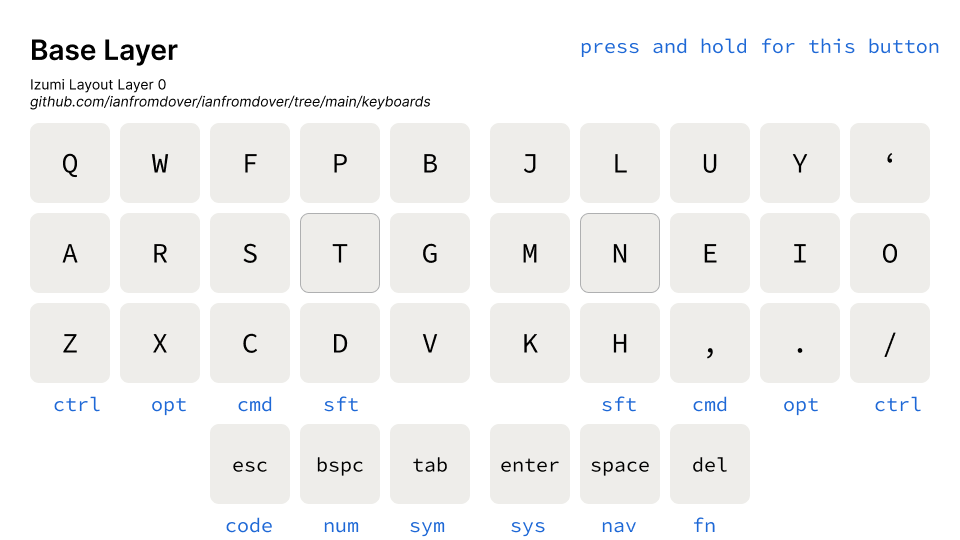 Base Layer
press and hold for this button
Izumi Layout Layer 0
github.com/ianfromdover/ianfromdover/tree/main/keyboards
Q W F P B J L U Y ‘
A R S T G M N E I O
Z X C D V K H , . /
ctrl opt cmd sft sft cmd opt ctrl
esc bspc tab enter space del
code num sym sys nav fn